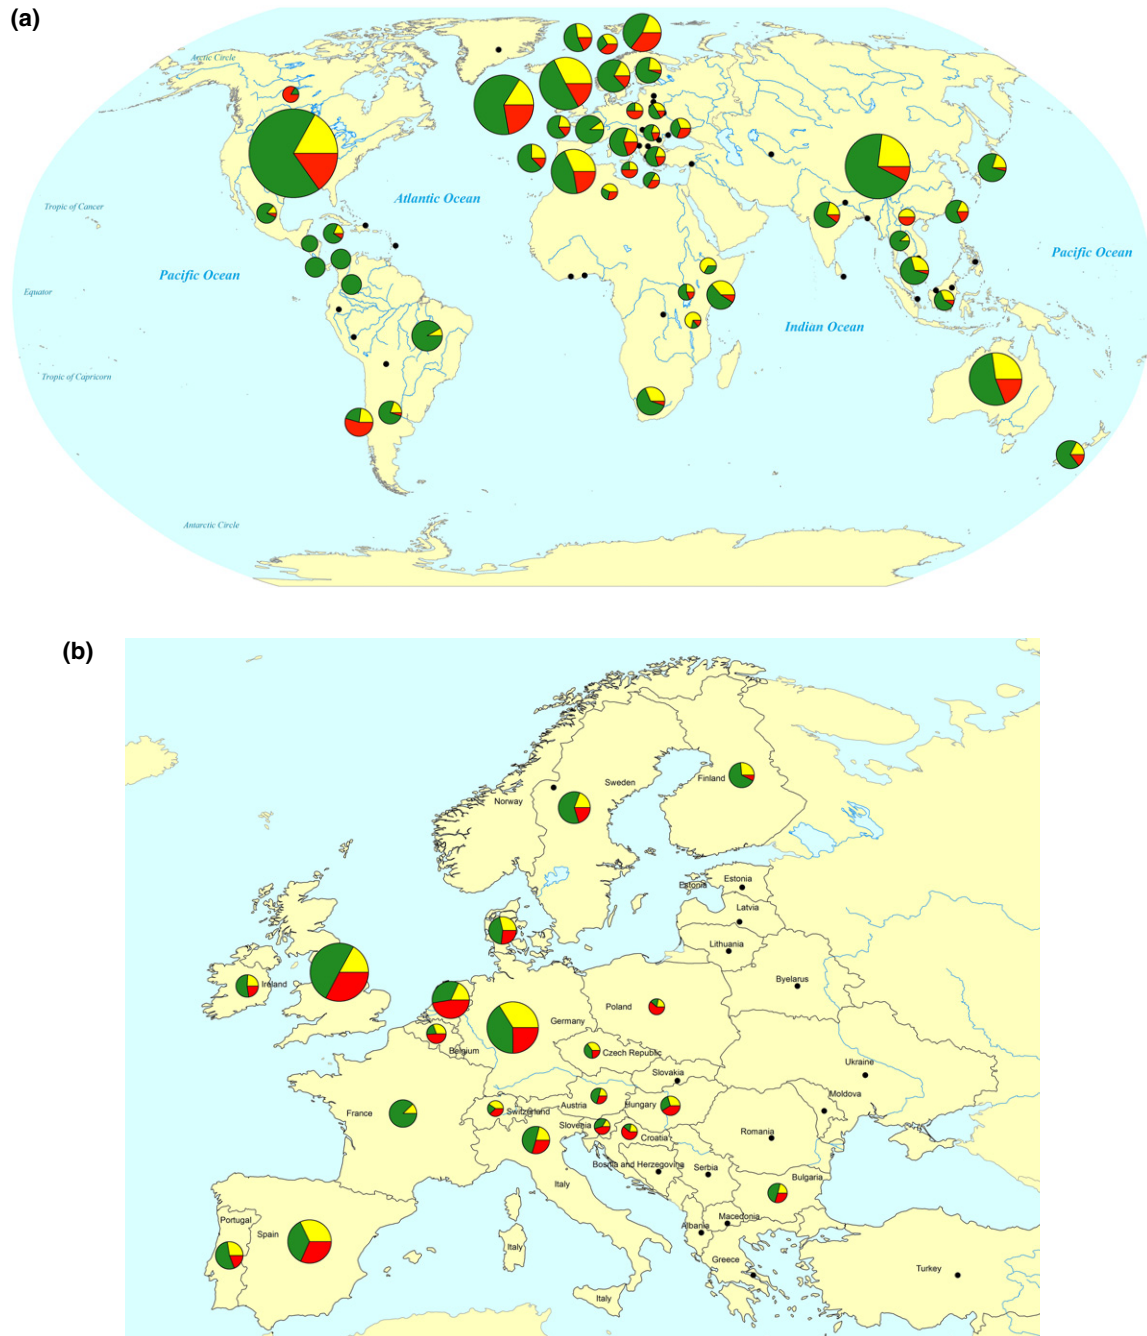 (a)
Arctic Circle
Atlantic Ocean
Tropic of Cancer
Pacific Ocean
Pacific Ocean
Equator
Indian Ocean
Tropic of Capricorn
Antarctic Circle
(b)
Finland
Sweden
Norway
Estonia
Estonia
Latvia
Lithuania
Byelarus
Ireland
Poland
Germany
Belgium
Czech Republic
Ukraine
Slovakia
Moldova
France
Switzerland
Austria
Hungary
Slovenia
Croatia
Romania
Bosnia and Herzegovina
Serbia
Bulgaria
Italy
Portugal
Spain
Macedonia
Albania
Italy
Greece
Turkey
Italy